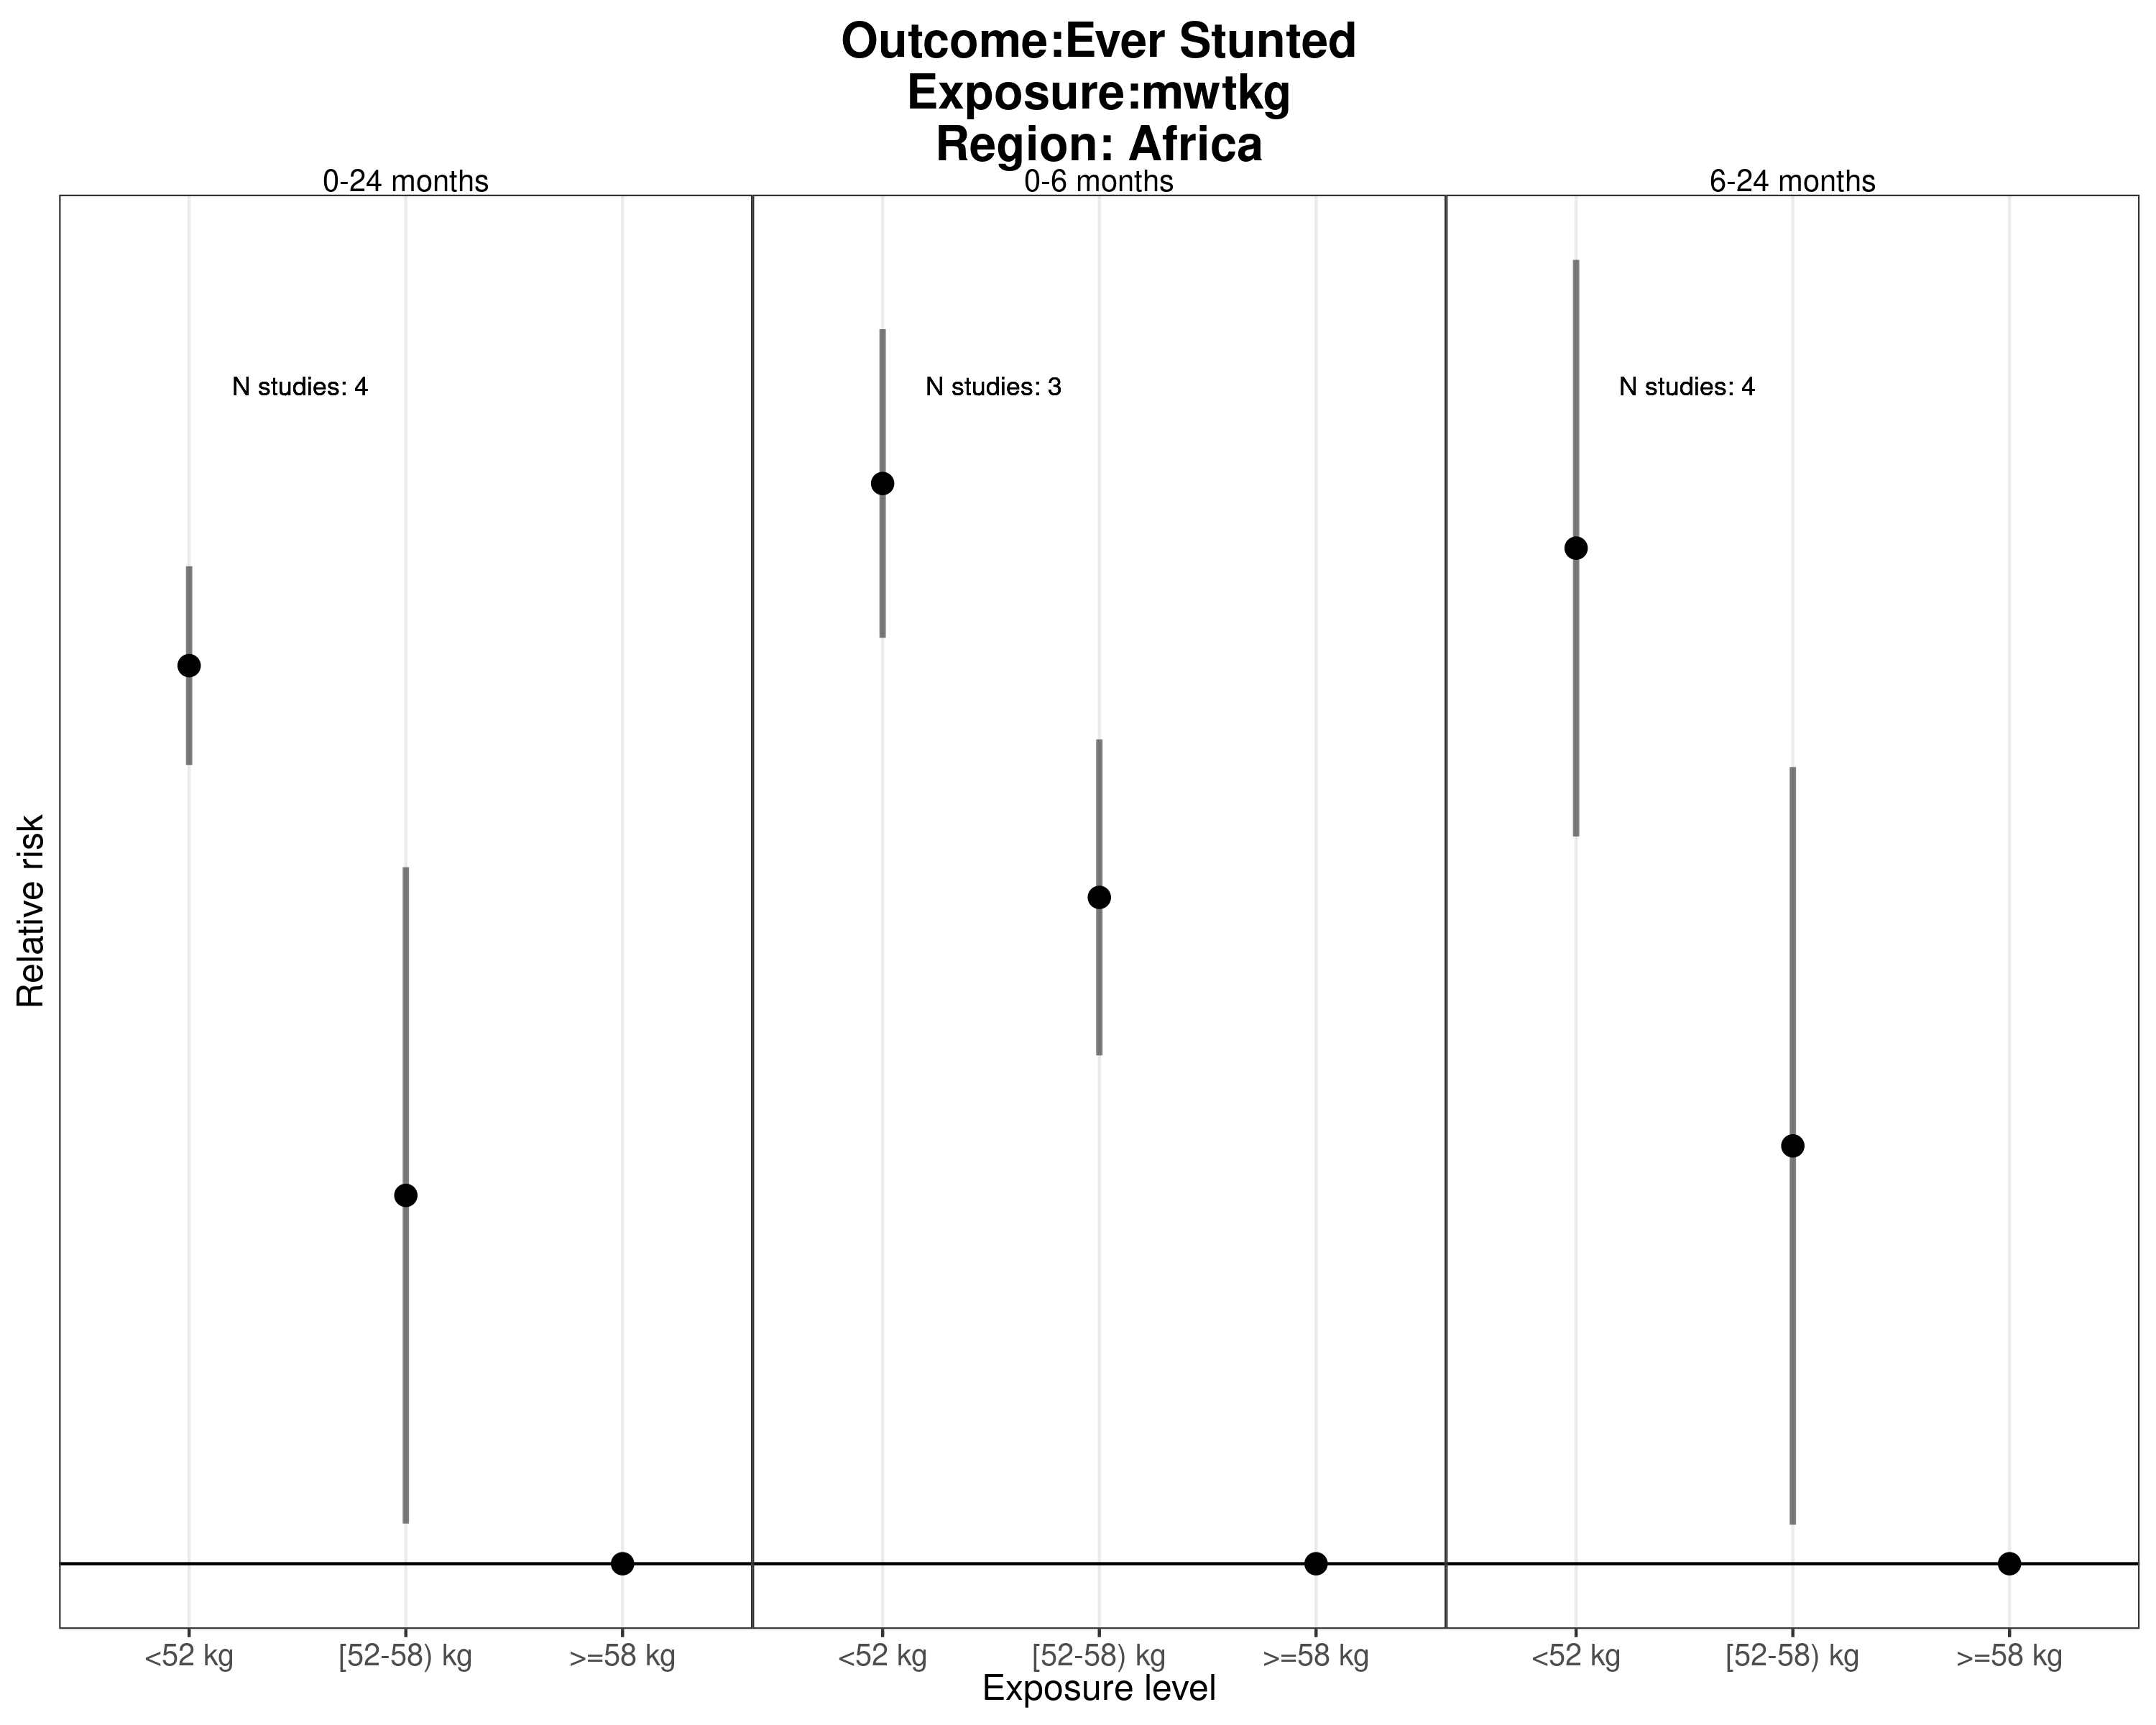 Outcome:Ever Stunted
Exposure:mwtkg
Region: Africa
0-24 months
0-6 months
6-24 months
N studies: 4
N studies: 3
N studies: 4
Relative risk
<52 kg
[52-58) kg
>=58 kg
<52 kg
[52-58) kg
>=58 kg
<52 kg
[52-58) kg
>=58 kg
Exposure level